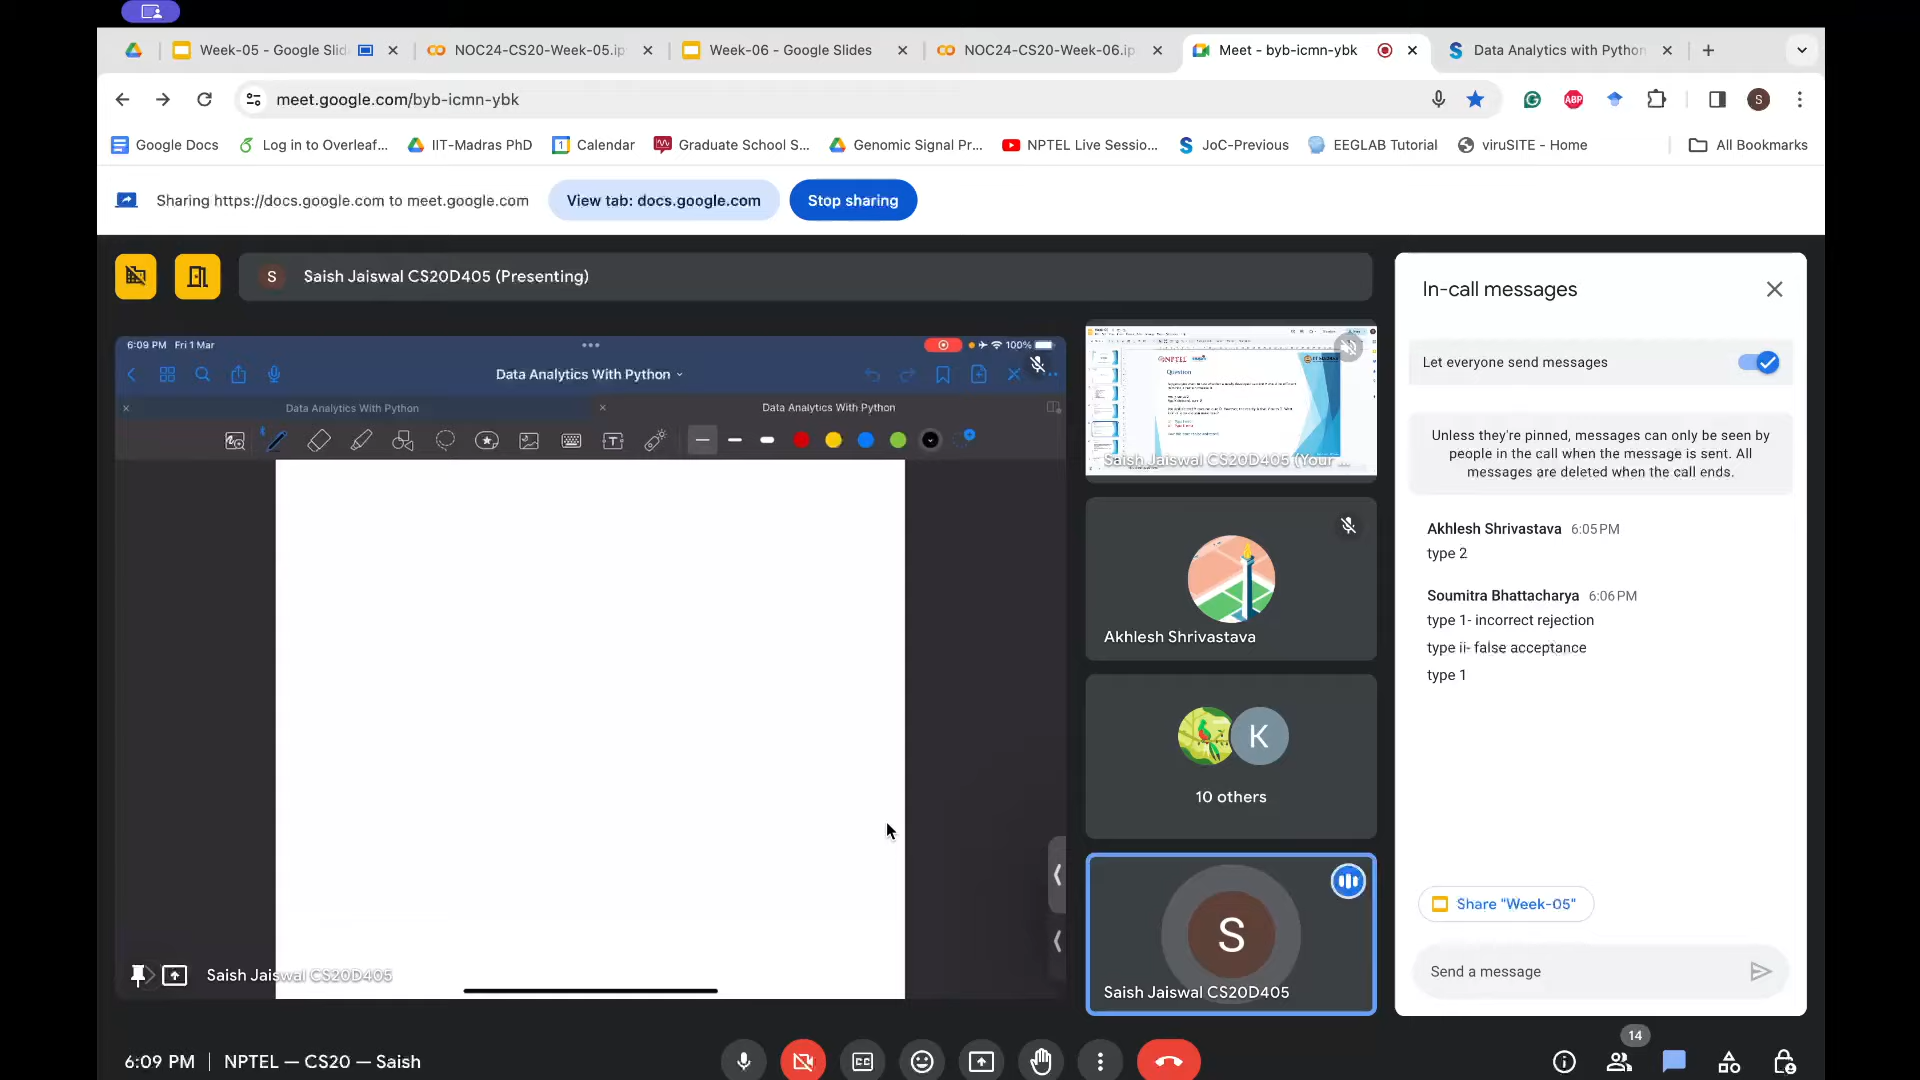 Week-05 - Google Slid
NOC24-CS20-Week-05.ip
Week-06 - Google Slides
NOC24-CS20-Week-06.ip
Meet - byb-icmn-ybk
Data Analytics with Python
meet.google.com/byb-icmn-ybk
ABP
S
Google Docs
Log in to Overleaf...
IIT-Madras PhD
Calendar
Graduate School S...
Genomic Signal Pr...
NPTEL Live Sessio...
JoC-Previous
EEGLAB Tutorial
viruSITE - Home
All Bookmarks
Sharing https://docs.google.com to meet.google.com
View tab: docs.google.com
Stop sharing
S
Saish Jaiswal CS20D405 (Presenting)
6:09 PM Fri 1 Mar
100%
Data Analytics With Python
Data Analytics With Python
Data Analytics With Python
Saish Jaiswal CS20D405
NPTEL
Question
Saish Jaiswal CS20D405 (Your ...
Akhlesh Shrivastava
K
10 others
S
Saish Jaiswal CS20D405
In-call messages
Let everyone send messages
Unless they're pinned, messages can only be seen by
people in the call when the message is sent. All
messages are deleted when the call ends.
Akhlesh Shrivastava 6:05 PM
type 2
Soumitra Bhattacharya 6:06 PM
type 1- incorrect rejection
type ii- false acceptance
type 1
Share "Week-05"
Send a message
6:09 PM | NPTEL — CS20 — Saish
14